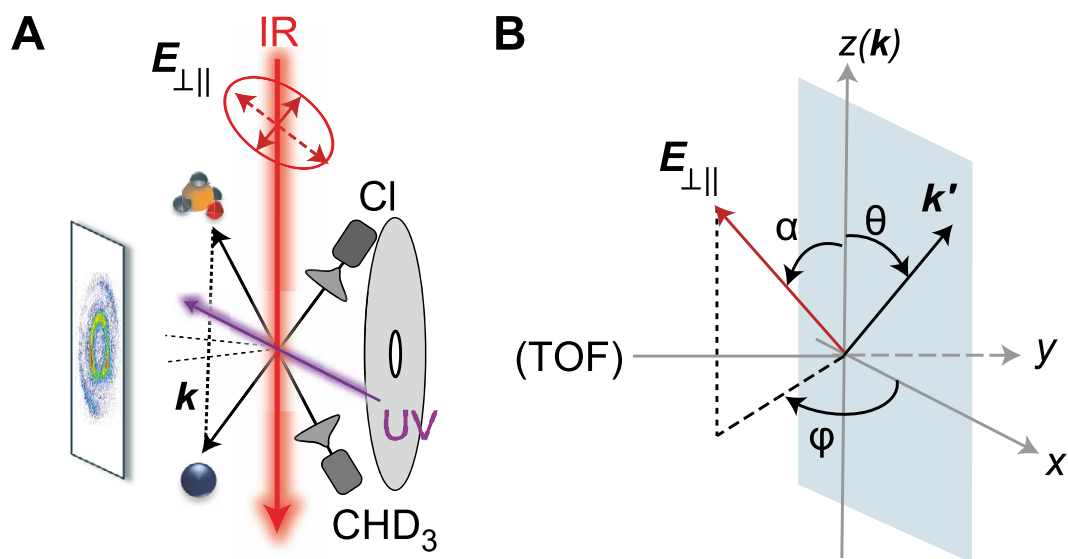 A
IR
E⊥||
Cl
k
UV
CHD₃
B
z(k)
E⊥||
k'
α
θ
(TOF)
y
φ
x